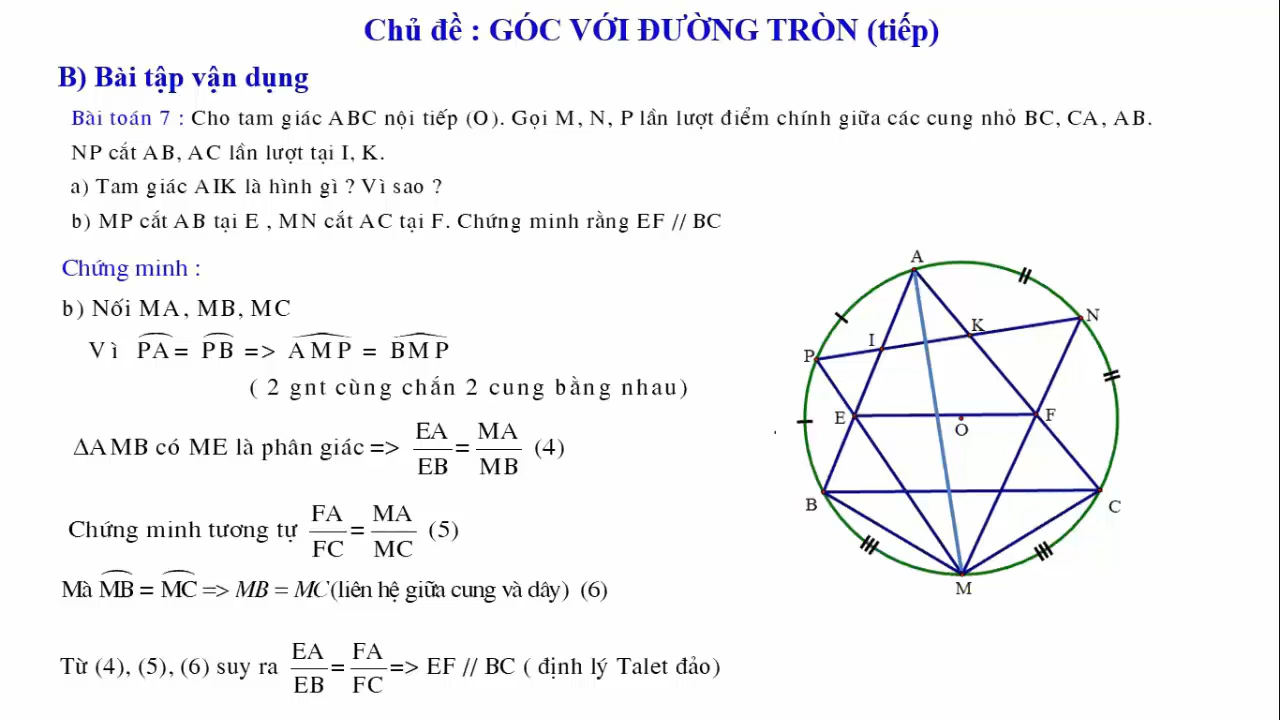 Chủ đề : GÓC VỚI ĐƯỜNG TRÒN (tiếp)
B) Bài tập vận dụng
Bài toán 7 : Cho tam giác ABC nội tiếp (O). Gọi M, N, P lần lượt điểm chính giữa các cung nhỏ BC, CA, AB.
NP cắt AB, AC lần lượt tại I, K.
a) Tam giác AIK là hình gì ? Vì sao ?
b) MP cắt AB tại E , MN cắt AC tại F. Chứng minh rằng EF // BC
Chứng minh :
b) Nối MA, MB, MC
Vì PA = PB => AMP = BMP
( 2 gnt cùng chắn 2 cung bằng nhau)
ΔAMB có ME là phân giác => EA/EB = MA/MB (4)
Chứng minh tương tự FA/FC = MA/MC (5)
Mà MB = MC => MB = MC (liên hệ giữa cung và dây) (6)
Từ (4), (5), (6) suy ra EA/EB = FA/FC => EF // BC ( định lý Talet đảo)
A
N
K
I
P
E
F
O
B
C
M